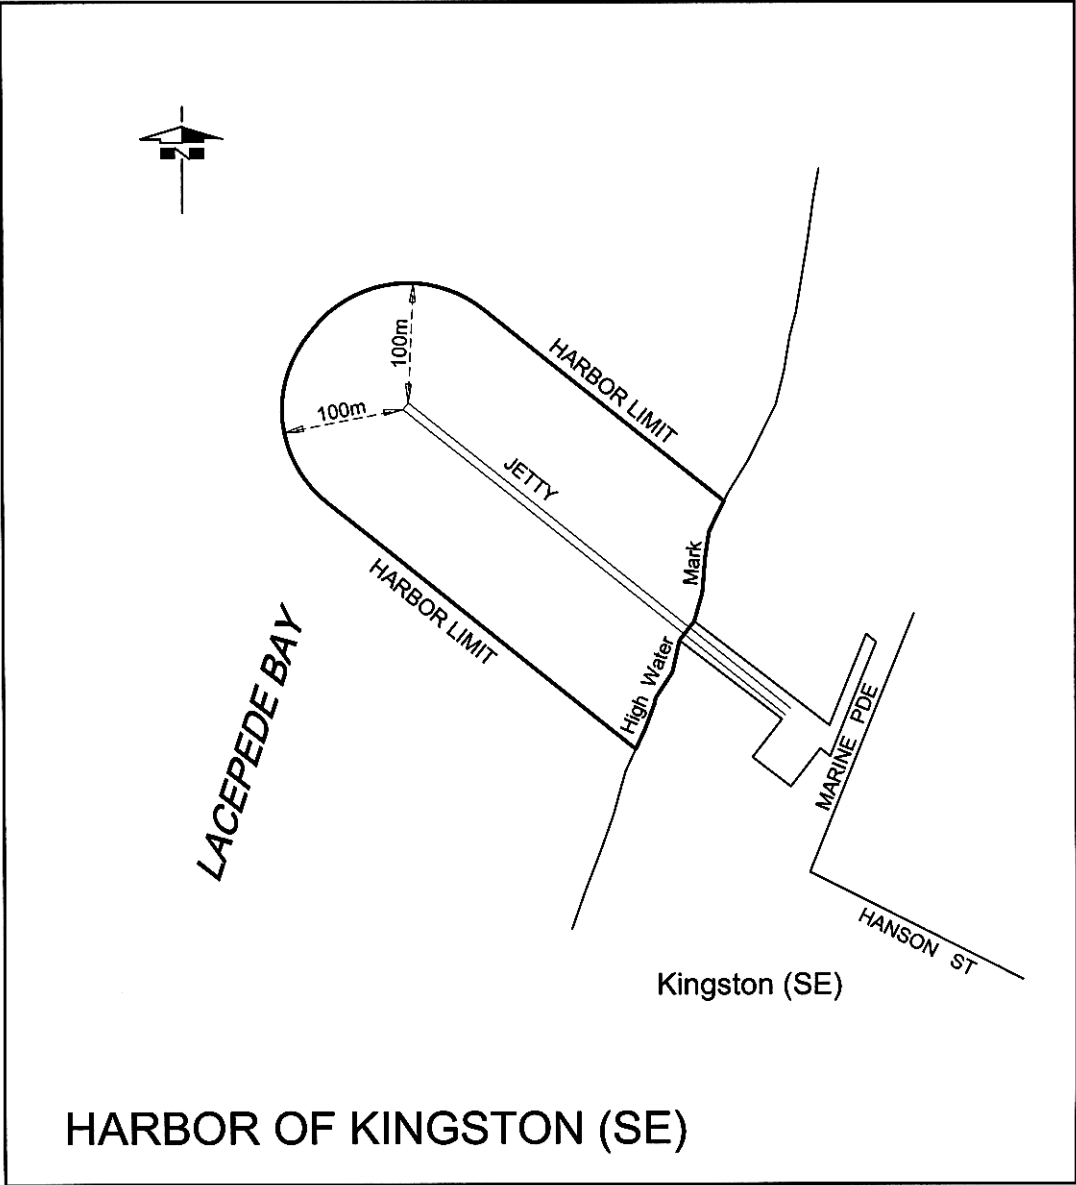 N
100m
100m
HARBOR LIMIT
JETTY
Mark
HARBOR LIMIT
High Water
LACEPEDE BAY
MARINE PDE
HANSON ST
Kingston (SE)
HARBOR OF KINGSTON (SE)